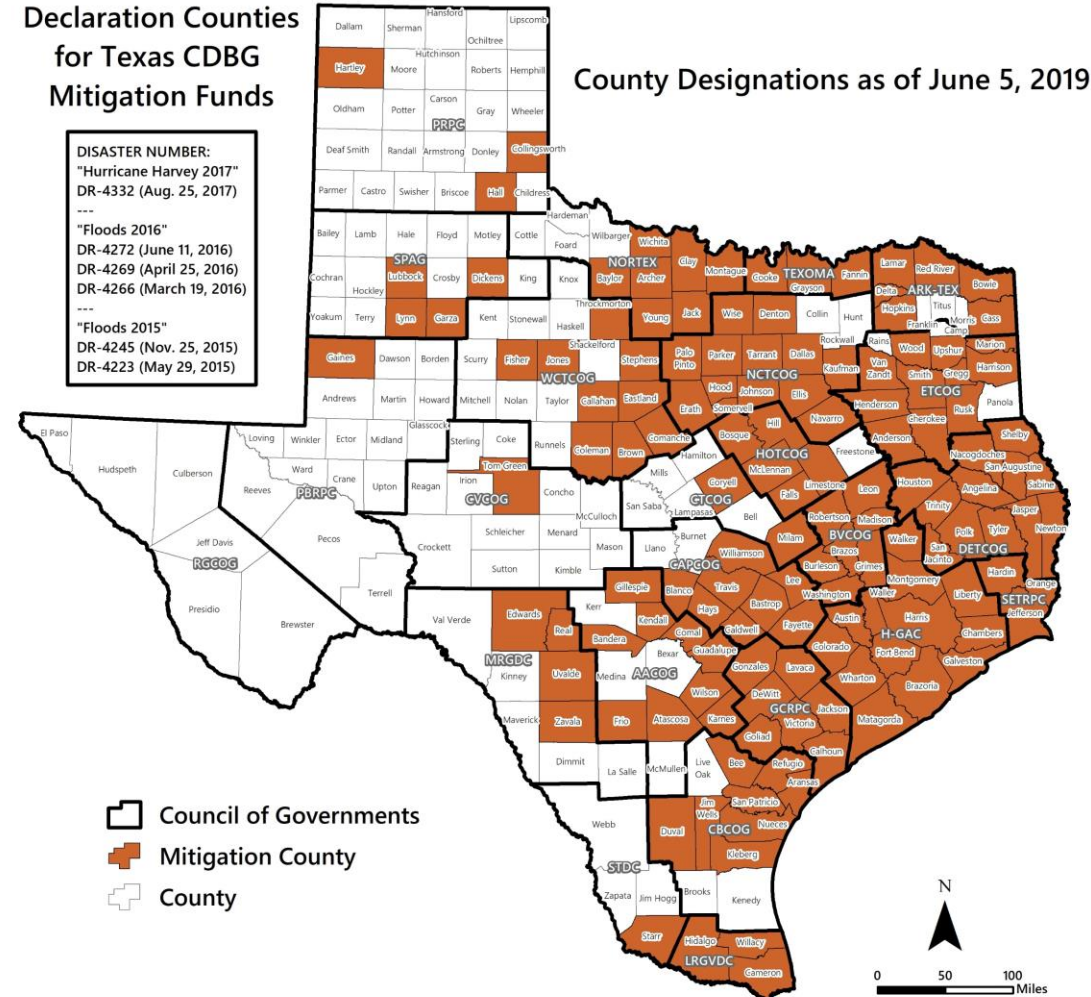 Declaration Counties
for Texas CDBG
Mitigation Funds
County Designations as of June 5, 2019
DISASTER NUMBER:
"Hurricane Harvey 2017"
DR-4332 (Aug. 25, 2017)
---
"Floods 2016"
DR-4272 (June 11, 2016)
DR-4269 (April 25, 2016)
DR-4266 (March 19, 2016)
---
"Floods 2015"
DR-4245 (Nov. 25, 2015)
DR-4223 (May 29, 2015)
Dallam
Sherman
Hansford
Ochiltree
Lipscomb
Hartley
Moore
Hutchinson
Roberts
Hemphill
Oldham
Potter
Carson
Gray
Wheeler
PRPC
Deaf Smith
Randall
Armstrong
Donley
Collingsworth
Parmer
Castro
Swisher
Briscoe
Hall
Childress
Bailey
Lamb
Hale
Floyd
Motley
Cottle
Hardeman
Foard
Wilbarger
Wichita
SPAG
NORTEX
Cochran
Hockley
Lubbock
Crosby
Dickens
King
Knox
Baylor
Archer
Clay
Montague
Cooke
TEXOMA
Grayson
Fannin
Lamar
Red River
Bowie
ARK-TEX
Delta
Hopkins
Titus
Franklin
Morris
Camp
Cass
Yoakum
Terry
Lynn
Garza
Kent
Stonewall
Haskell
Throckmorton
Young
Jack
Wise
Denton
Collin
Hunt
Rockwall
Rains
Wood
Upshur
Marion
Gaines
Dawson
Borden
Scurry
Fisher
Jones
Shackelford
Stephens
Palo
Pinto
Parker
Tarrant
Dallas
Kaufman
Van
Zandt
Smith
Gregg
Harrison
WCTCOG
NCTCOG
ETCOG
Andrews
Martin
Howard
Mitchell
Nolan
Taylor
Callahan
Eastland
Erath
Hood
Johnson
Somervell
Ellis
Navarro
Henderson
Cherokee
Rusk
Panola
El Paso
Hudspeth
Culberson
Loving
Winkler
Ector
Midland
Glasscock
Sterling
Coke
Runnels
Coleman
Brown
Comanche
Hamilton
Bosque
Hill
HOTCOG
Freestone
Anderson
Nacogdoches
Shelby
San Augustine
Sabine
Reeves
Ward
Crane
Upton
PBRPC
Reagan
Irion
Tom Green
CVCOG
Concho
McCulloch
Mills
San Saba
Lampasas
CTCOG
Coryell
McLennan
Limestone
Falls
Bell
Leon
Houston
Angelina
Trinity
Jasper
Newton
Jeff Davis
RGCOG
Pecos
Crockett
Schleicher
Menard
Mason
Llano
Burnet
CAPCOG
Williamson
Milam
Robertson
Madison
BVCOG
Brazos
Burleson
Grimes
Walker
San
Jacinto
Polk
Tyler
DETCOG
Hardin
Orange
SETRPC
Jefferson
Presidio
Brewster
Terrell
Sutton
Kimble
Gillespie
Blanco
Travis
Hays
Bastrop
Lee
Washington
Waller
Montgomery
Liberty
Val Verde
Edwards
Real
Kerr
Kendall
Bandera
Comal
Caldwell
Fayette
Austin
Harris
H-GAC
Chambers
MRGDC
Kinney
Uvalde
Medina
Bexar
AACOG
Guadalupe
Gonzales
Lavaca
Colorado
Fort Bend
Galveston
Wharton
Brazoria
Maverick
Zavala
Frio
Atascosa
Wilson
Karnes
DeWitt
GCRPC
Jackson
Victoria
Goliad
Matagorda
Calhoun
Dimmit
La Salle
McMullen
Live
Oak
Bee
Refugio
Aransas
Webb
Duval
Jim
Wells
San Patricio
CBCOG
Nueces
Kleberg
STDC
Zapata
Jim Hogg
Brooks
Kenedy
Starr
Hidalgo
Willacy
LRGVDC
Cameron
Council of Governments
Mitigation County
County
N
0 50 100
Miles